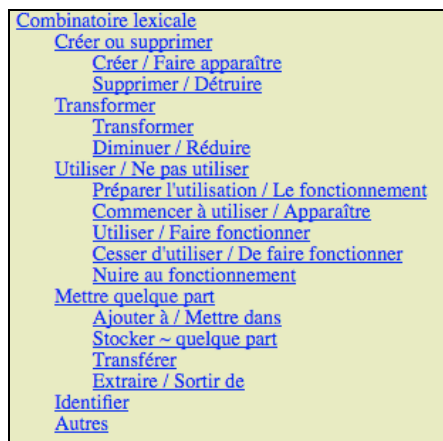 Combinatoire lexicale
Créer ou supprimer
Créer / Faire apparaître
Supprimer / Détruire
Transformer
Transformer
Diminuer / Réduire
Utiliser / Ne pas utiliser
Préparer l'utilisation / Le fonctionnement
Commencer à utiliser / Apparaître
Utiliser / Faire fonctionner
Cesser d'utiliser / De faire fonctionner
Nuire au fonctionnement
Mettre quelque part
Ajouter à / Mettre dans
Stocker ~ quelque part
Transférer
Extraire / Sortir de
Identifier
Autres